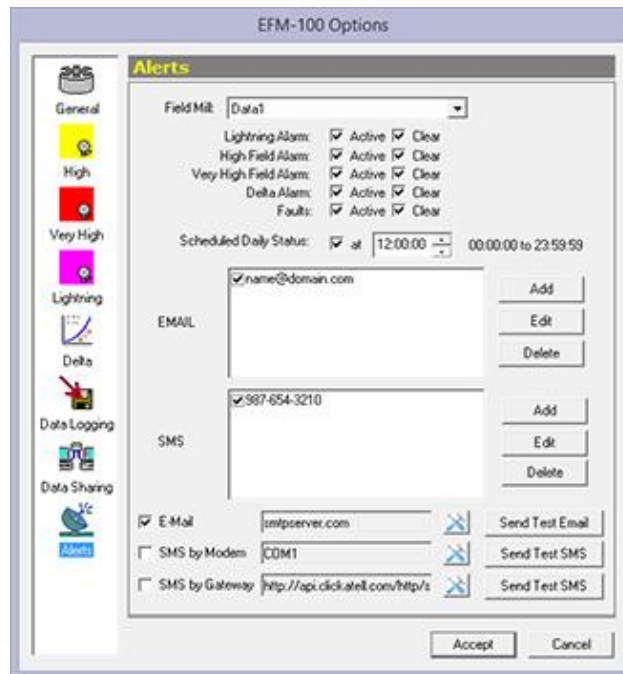 EFM-100 Options
General
High
Very High
Lightning
Delta
Data Logging
Data Sharing
Alerts
Alerts
Field Mill: Data1
Lightning Alarm: Active Clear
High Field Alarm: Active Clear
Very High Field Alarm: Active Clear
Delta Alarm: Active Clear
Faults: Active Clear
Scheduled Daily Status: at 12:00:00 00:00:00 to 23:59:59
EMAIL
name@domain.com
Add
Edit
Delete
SMS
987-654-3210
Add
Edit
Delete
E-Mail smtpserver.com Send Test Email
SMS by Modem COM1 Send Test SMS
SMS by Gateway http://api.clickatell.com/http/s Send Test SMS
Accept Cancel